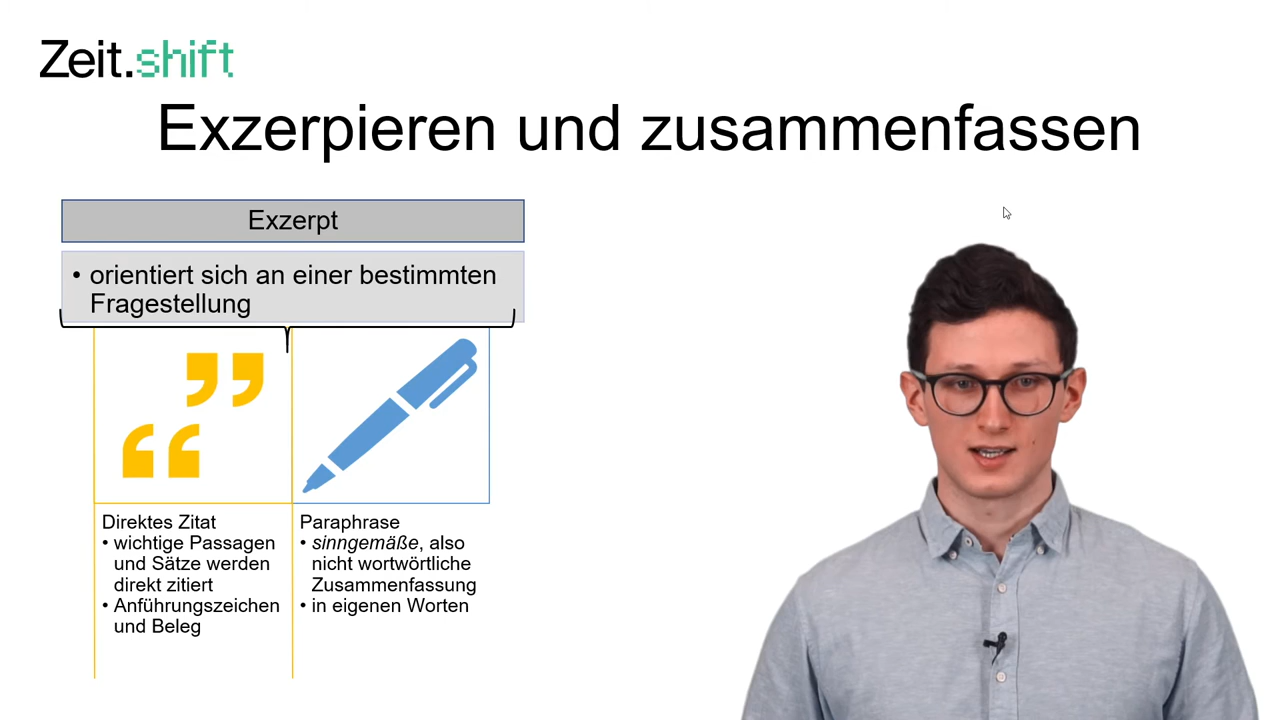 Zeit.shift
Exzerpieren und zusammenfassen
Exzerpt
• orientiert sich an einer bestimmten
Fragestellung
Direktes Zitat
• wichtige Passagen
und Sätze werden
direkt zitiert
• Anführungszeichen
und Beleg
Paraphrase
• sinngemäße, also
nicht wortwörtliche
Zusammenfassung
• in eigenen Worten